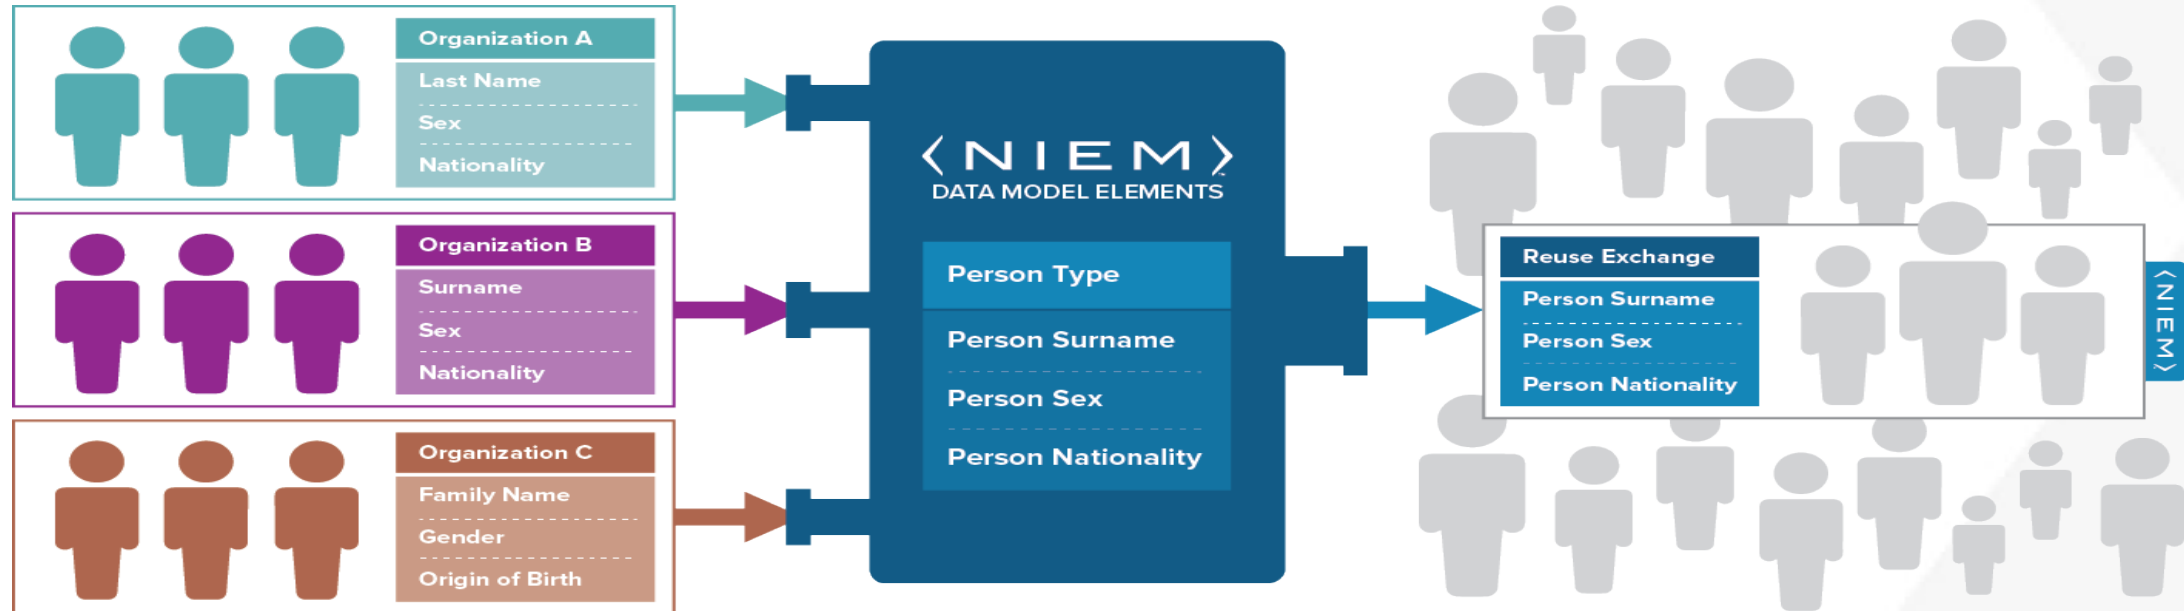 Organization A
Last Name
Sex
Nationality
Organization B
Surname
Sex
Nationality
Organization C
Family Name
Gender
Origin of Birth
〈NIEM〉™
DATA MODEL ELEMENTS
Person Type
Person Surname
Person Sex
Person Nationality
Reuse Exchange
Person Surname
Person Sex
Person Nationality
〈NIEM〉